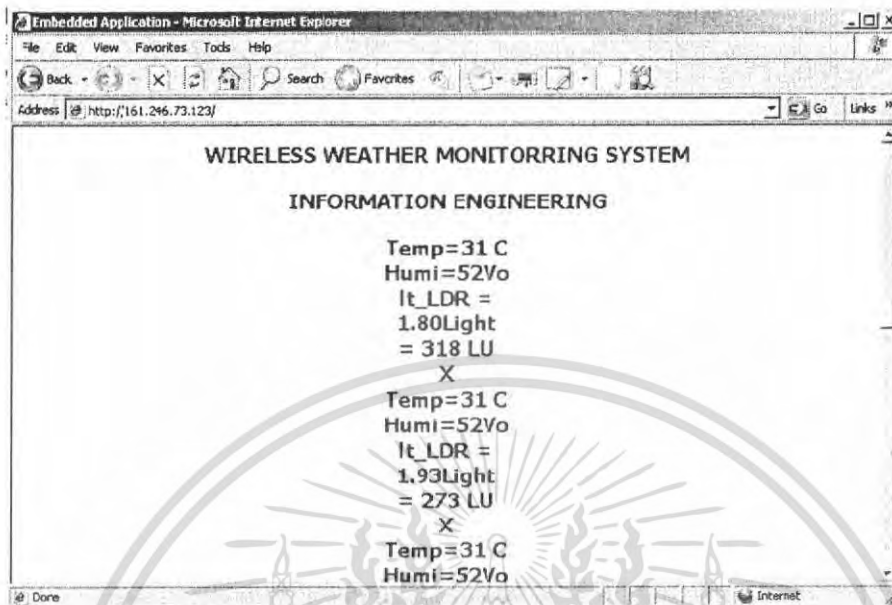 Embedded Application - Microsoft Internet Explorer
File Edit View Favorites Tools Help
Back Search Favorites
Address http://161.246.73.123/ Go Links »
WIRELESS WEATHER MONITORRING SYSTEM
INFORMATION ENGINEERING
Temp=31 C
Humi=52Vo
lt_LDR =
1.80Light
= 318 LU
X
Temp=31 C
Humi=52Vo
lt_LDR =
1.93Light
= 273 LU
X
Temp=31 C
Humi=52Vo
Done Internet